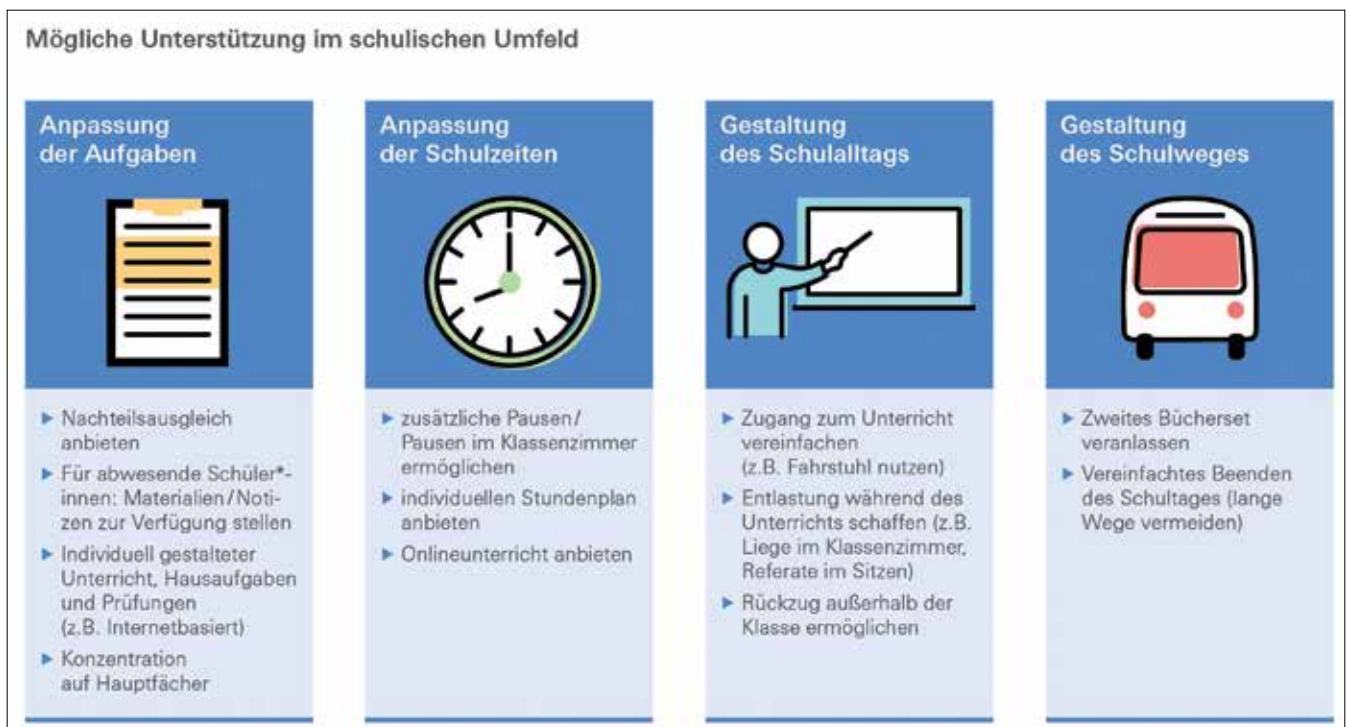 Mögliche Unterstützung im schulischen Umfeld
Anpassung
der Aufgaben
▶ Nachteilsausgleich
anbieten
▶ Für abwesende Schüler*-
innen: Materialien/Noti-
zen zur Verfügung stellen
▶ Individuell gestalteter
Unterricht, Hausaufgaben
und Prüfungen
(z.B. Internetbasiert)
▶ Konzentration
auf Hauptfächer
Anpassung
der Schulzeiten
▶ zusätzliche Pausen/
Pausen im Klassenzimmer
ermöglichen
▶ individuellen Stundenplan
anbieten
▶ Onlineunterricht anbieten
Gestaltung
des Schulalltags
▶ Zugang zum Unterricht
vereinfachen
(z.B. Fahrstuhl nutzen)
▶ Entlastung während des
Unterrichts schaffen (z.B.
Liege im Klassenzimmer,
Referate im Sitzen)
▶ Rückzug außerhalb der
Klasse ermöglichen
Gestaltung
des Schulweges
▶ Zweites Bücherset
veranlassen
▶ Vereinfachtes Beenden
des Schultages (lange
Wege vermeiden)